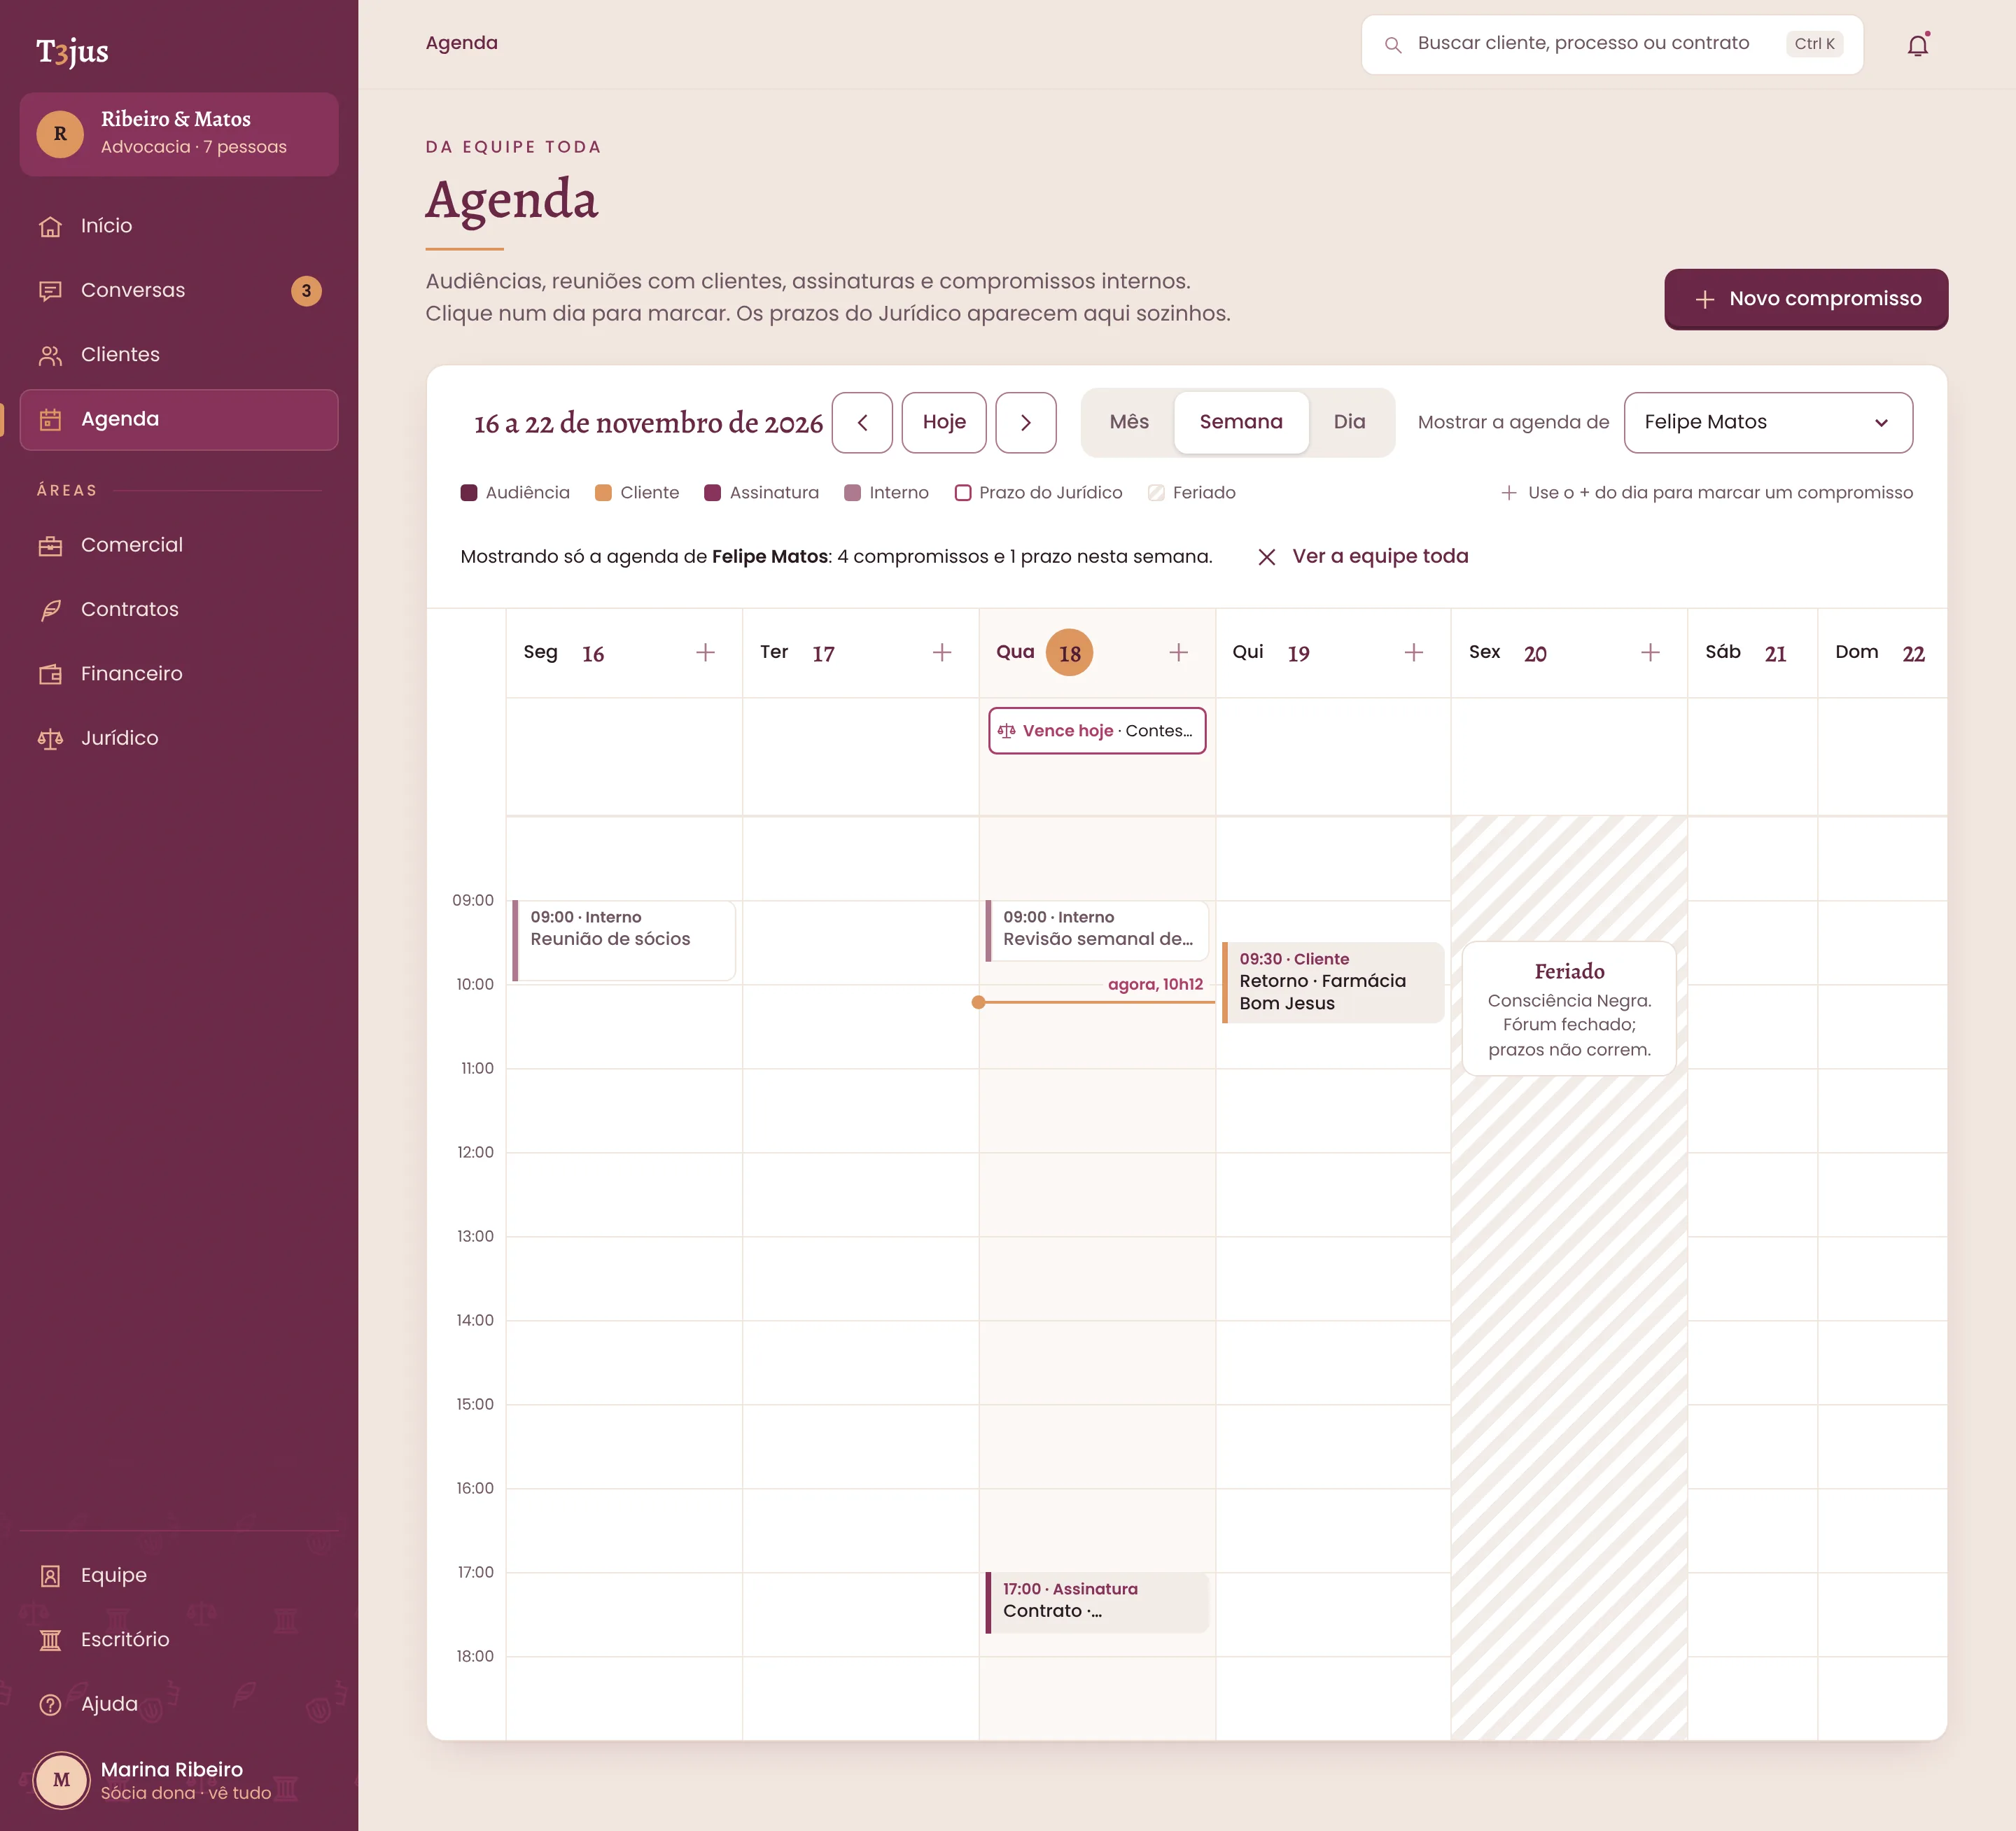 T3jus
R
Ribeiro & Matos
Advocacia · 7 pessoas
Início
Conversas
3
Clientes
Agenda
ÁREAS
Comercial
Contratos
Financeiro
Jurídico
Equipe
Escritório
Ajuda
M
Marina Ribeiro
Sócia dona · vê tudo
Agenda
Buscar cliente, processo ou contrato
Ctrl K
DA EQUIPE TODA
Agenda
Audiências, reuniões com clientes, assinaturas e compromissos internos.
Clique num dia para marcar. Os prazos do Jurídico aparecem aqui sozinhos.
Novo compromisso
16 a 22 de novembro de 2026
Hoje
Mês
Semana
Dia
Mostrar a agenda de
Felipe Matos
Audiência
Cliente
Assinatura
Interno
Prazo do Jurídico
Feriado
Use o + do dia para marcar um compromisso
Mostrando só a agenda de Felipe Matos: 4 compromissos e 1 prazo nesta semana.
Ver a equipe toda
Seg 16
Ter 17
Qua 18
Qui 19
Sex 20
Sáb 21
Dom 22
Vence hoje · Contes...
09:00
10:00
11:00
12:00
13:00
14:00
15:00
16:00
17:00
18:00
09:00 · Interno
Reunião de sócios
09:00 · Interno
Revisão semanal de...
agora, 10h12
17:00 · Assinatura
Contrato ·...
09:30 · Cliente
Retorno · Farmácia
Bom Jesus
Feriado
Consciência Negra.
Fórum fechado;
prazos não correm.